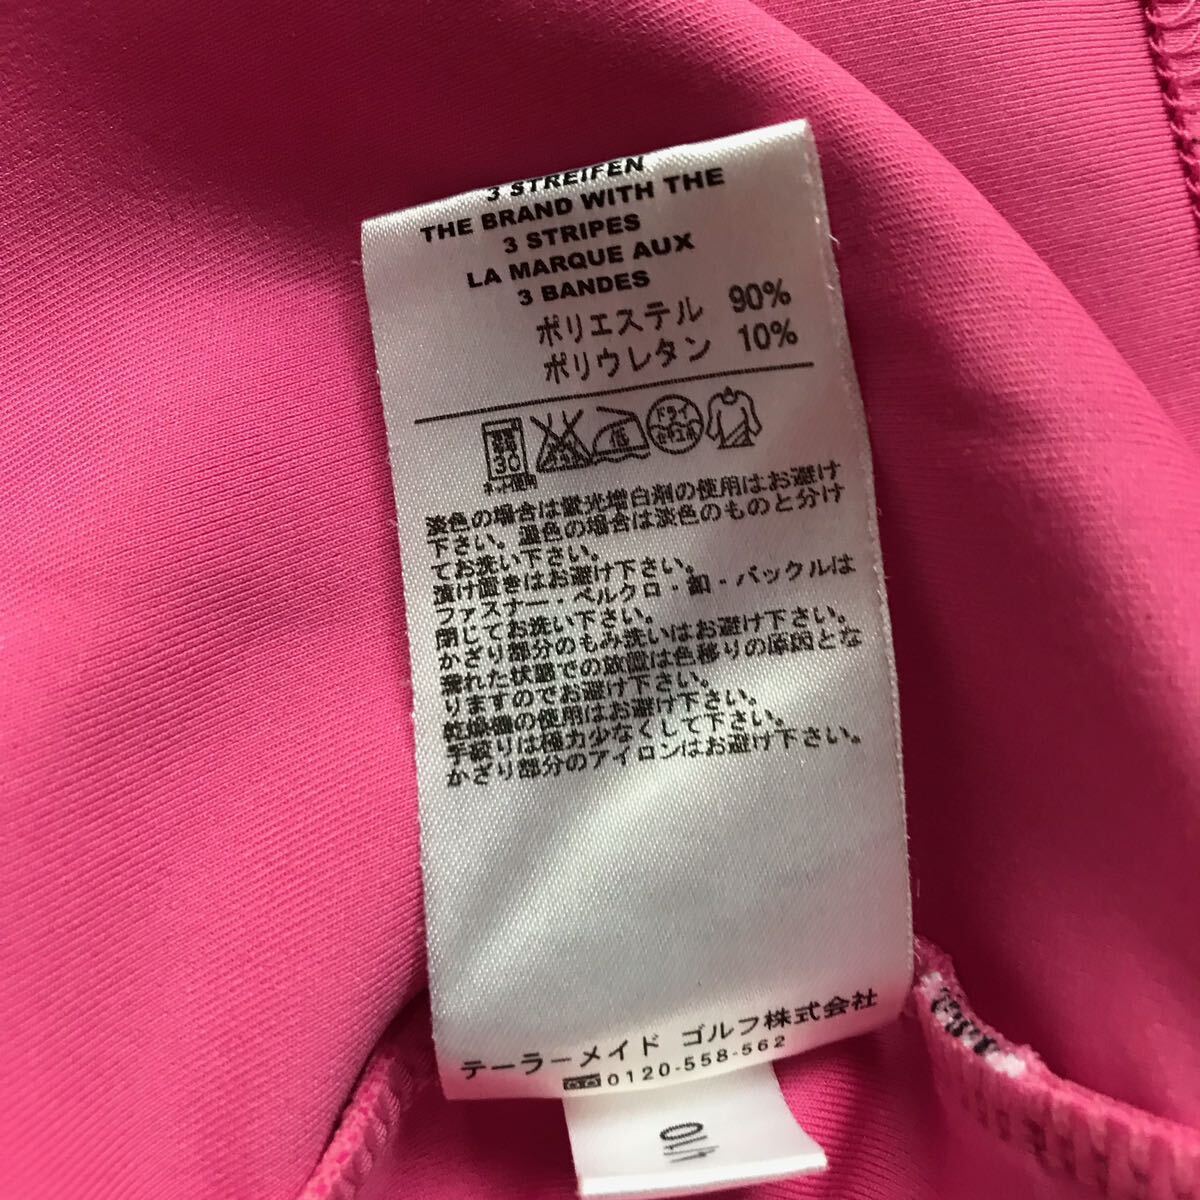 3 STREIFEN
THE BRAND WITH THE
3 STRIPES
LA MARQUE AUX
3 BANDES
ポリエステル 90%
ポリウレタン 10%
30
ネット使用
ドライ
淡色の場合は蛍光増白剤の使用はお避け
下さい。濃色の場合は淡色のものと分け
てお洗い下さい。
漬け置きはお避け下さい。
ファスナー・ベルクロ・釦・バックルは
閉じてお洗い下さい。
かざり部分のもみ洗いはお避け下さい。
濡れた状態での放置は色移りの原因とな
りますのでお避け下さい。
乾燥機の使用はお避け下さい。
手絞りは極力少なくして下さい。
かざり部分のアイロンはお避け下さい。
テーラーメイド ゴルフ株式会社
0120-558-562